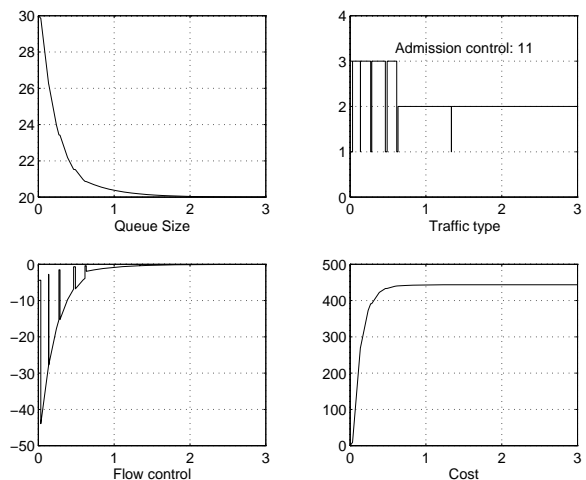 30
28
26
24
22
20
0 1 2 3
Queue Size
4
3
2
1
0
Admission control: 11
0 1 2 3
Traffic type
0
−10
−20
−30
−40
−50
0 1 2 3
Flow control
500
400
300
200
100
0
0 1 2 3
Cost